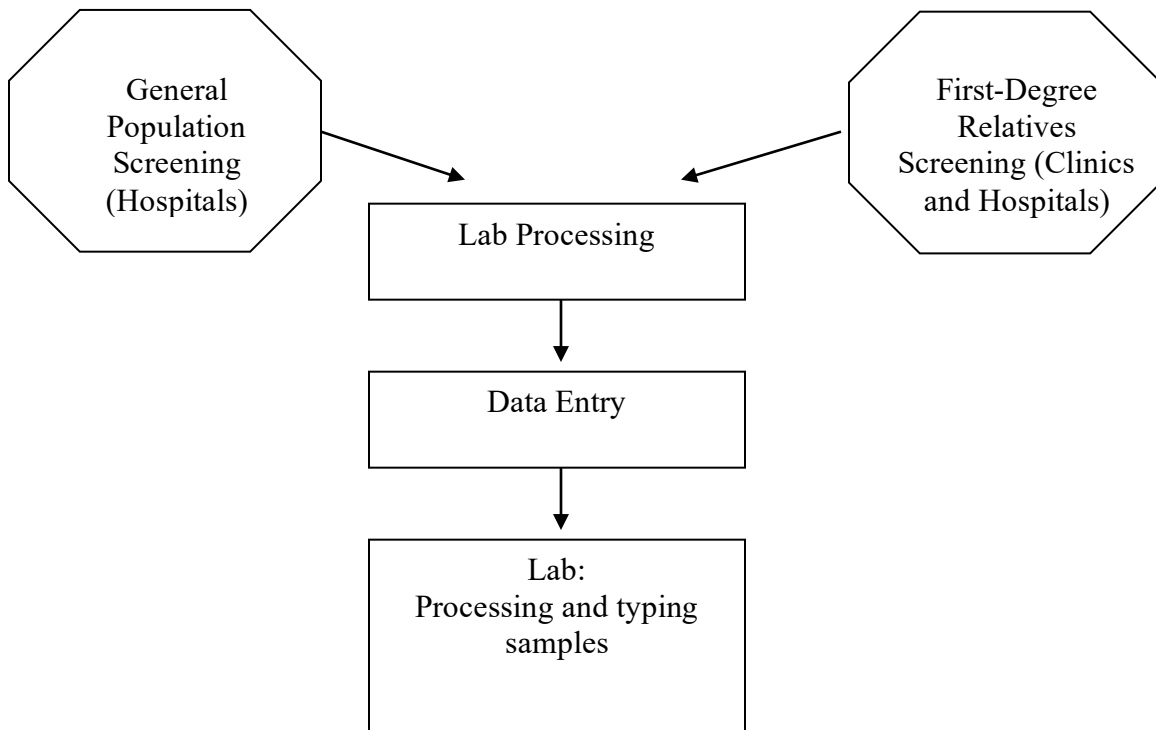 General
Population
Screening
(Hospitals)
First-Degree
Relatives
Screening (Clinics
and Hospitals)
Lab Processing
Data Entry
Lab:
Processing and typing
samples